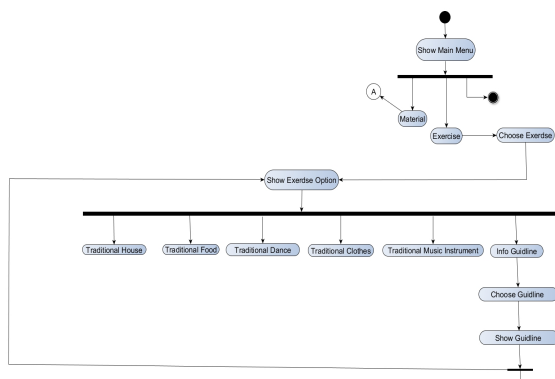 Show Main Menu
A
Material
Exercise
Choose Exerdse
Show Exerdse Option
Traditional House
Traditional Food
Traditional Dance
Traditional Clothes
Traditional Music Instrument
Info Guidline
Choose Guidline
Show Guidline